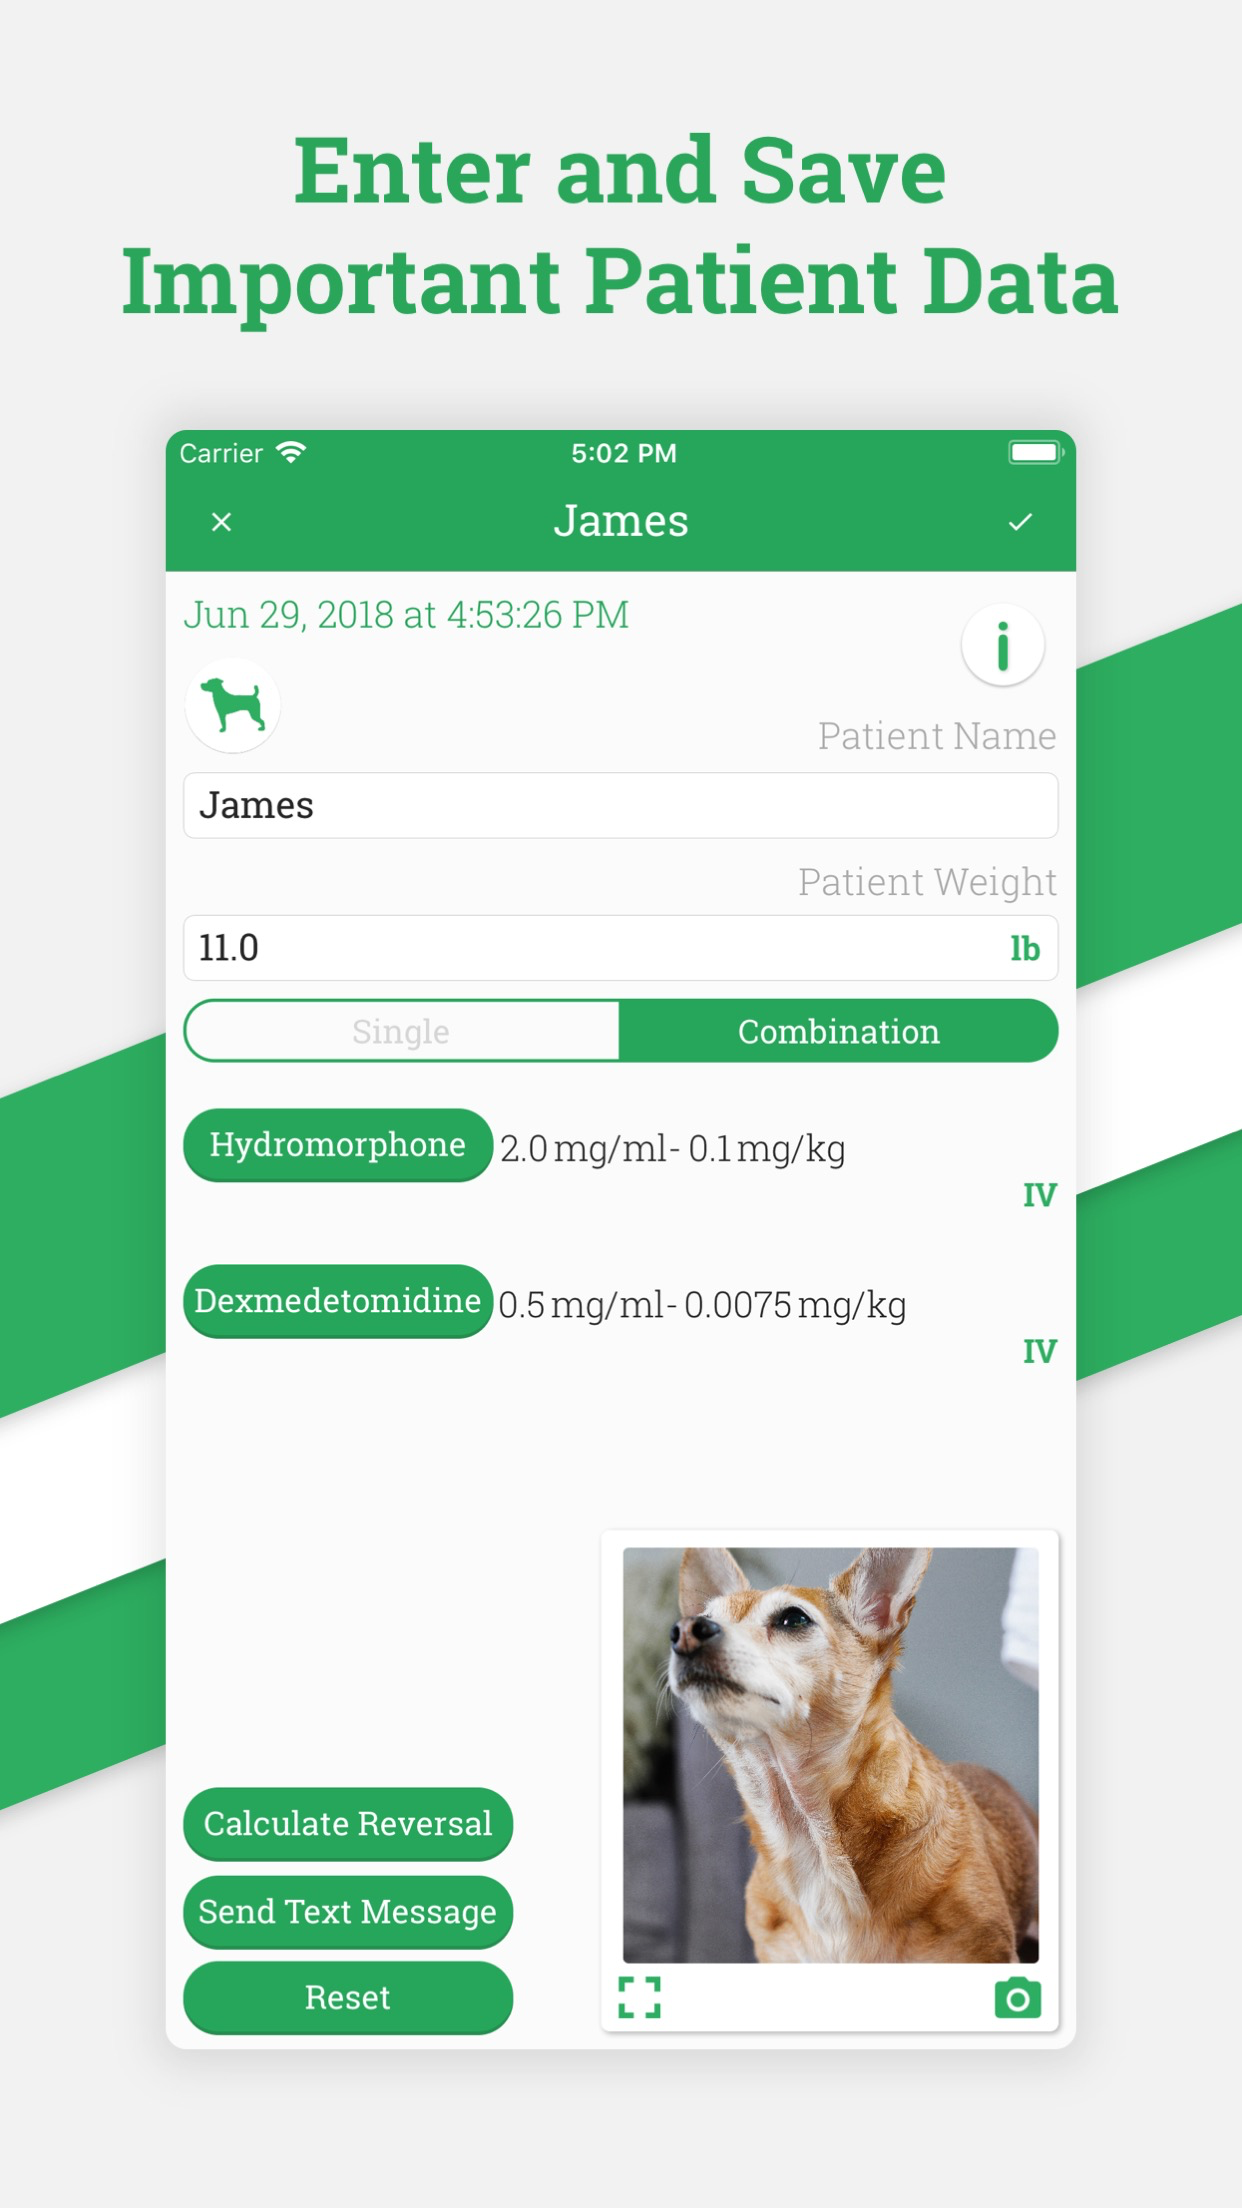 Enter and Save
Important Patient Data
Carrier 5:02 PM
James
Jun 29, 2018 at 4:53:26 PM
i
Patient Name
James
Patient Weight
11.0 lb
Single Combination
Hydromorphone 2.0 mg/ml- 0.1 mg/kg
IV
Dexmedetomidine 0.5 mg/ml- 0.0075 mg/kg
IV
Calculate Reversal
Send Text Message
Reset